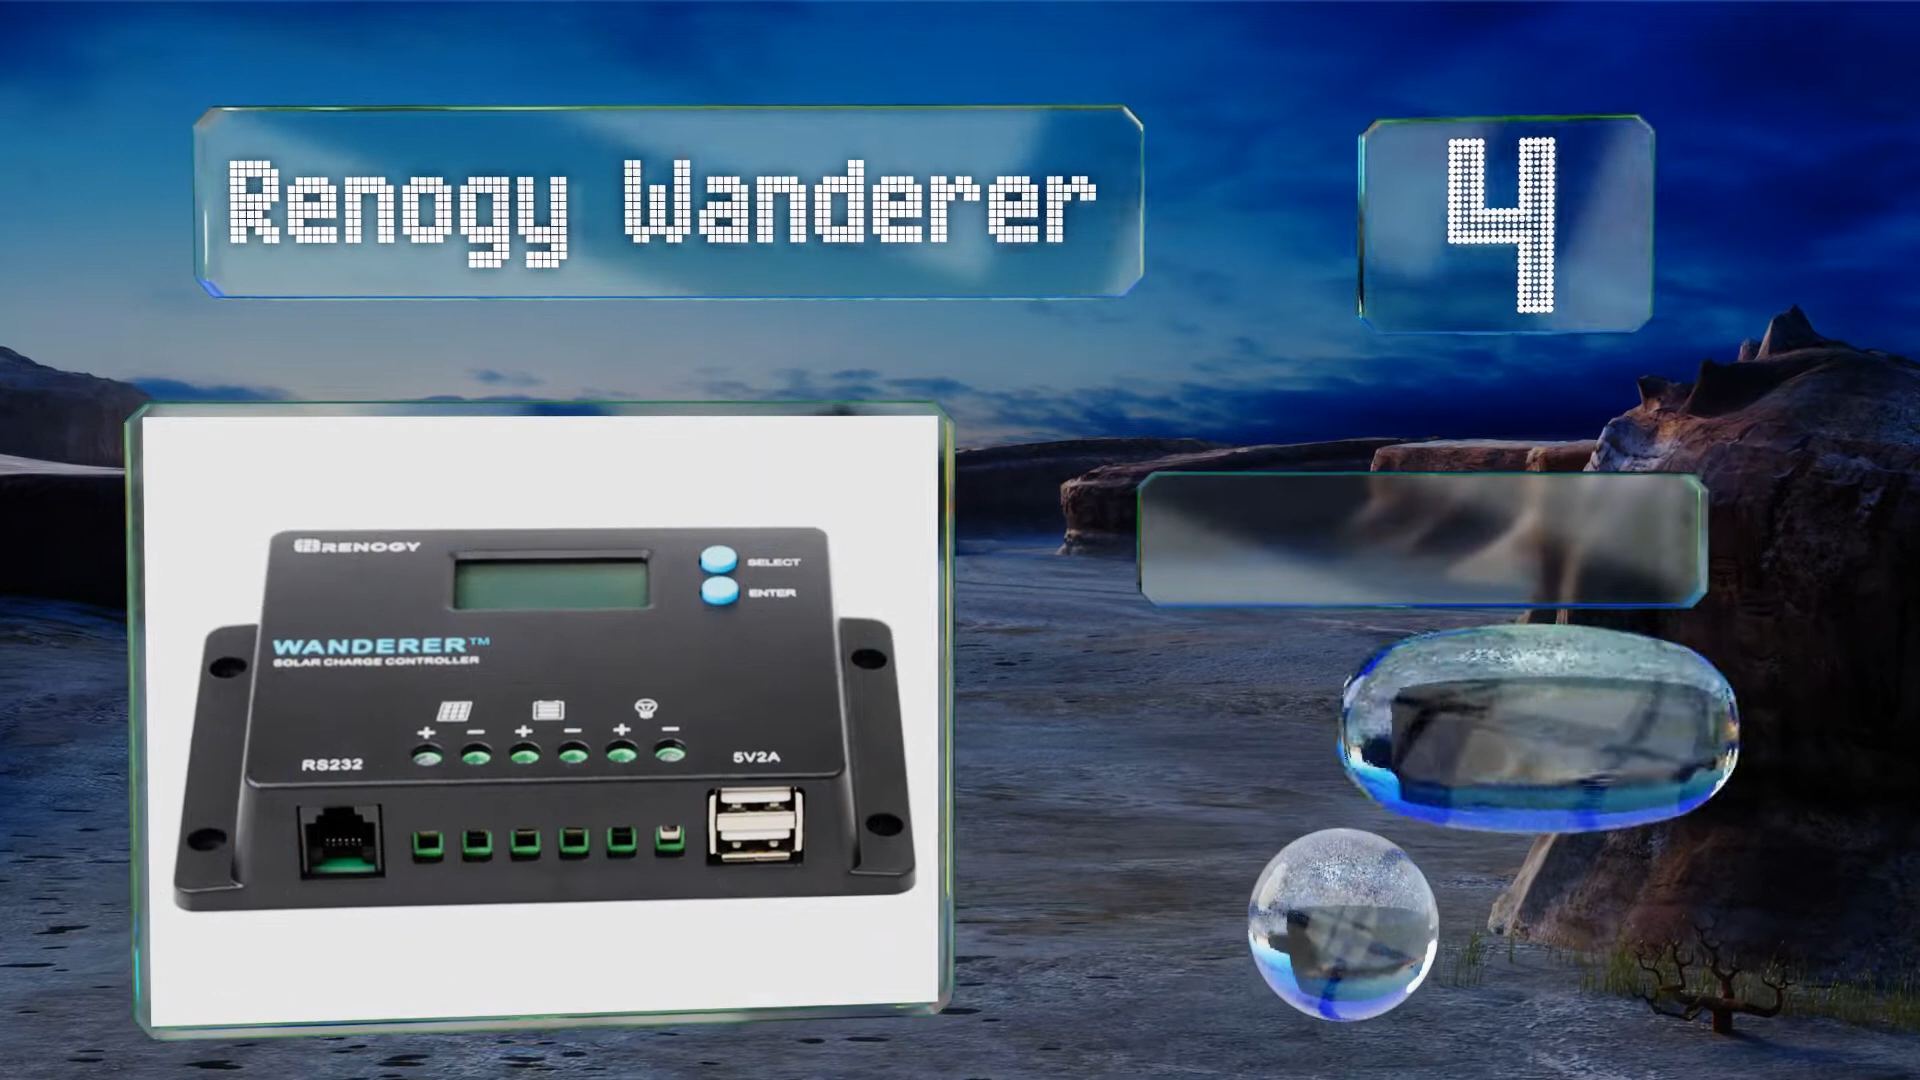 Renogy Wanderer
4
RENOGY
SELECT
ENTER
WANDERER™
SOLAR CHARGE CONTROLLER
+ − + − + −
RS232
5V2A